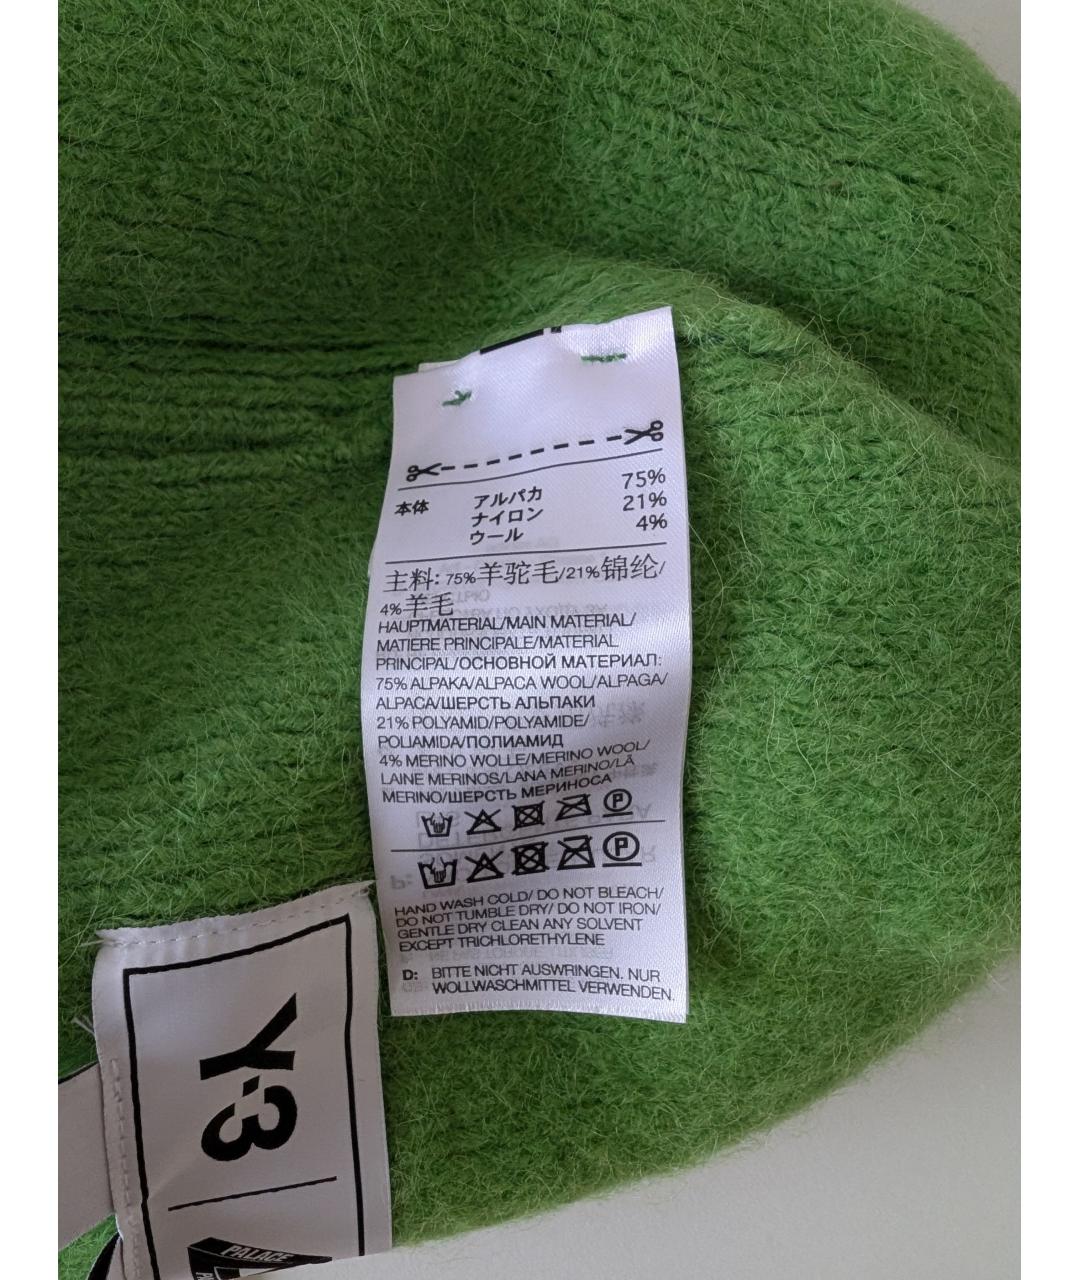 本体 アルパカ 75%
ナイロン 21%
ウール 4%
主料: 75%羊驼毛/21%锦纶/
4%羊毛
HAUPTMATERIAL/MAIN MATERIAL/
MATIERE PRINCIPALE/MATERIAL
PRINCIPAL/ОСНОВНОЙ МАТЕРИАЛ:
75% ALPAKA/ALPACA WOOL/ALPAGA/
ALPACA/ШЕРСТЬ АЛЬПАКИ
21% POLYAMID/POLYAMIDE/
POLIAMIDA/ПОЛИАМИД
4% MERINO WOLLE/MERINO WOOL/
LAINE MERINOS/LANA MERINO/LÃ
MERINO/ШЕРСТЬ МЕРИНОСА
P
P
HAND WASH COLD/ DO NOT BLEACH/
DO NOT TUMBLE DRY/ DO NOT IRON/
GENTLE DRY CLEAN ANY SOLVENT
EXCEPT TRICHLORETHYLENE
D: BITTE NICHT AUSWRINGEN. NUR
WOLLWASCHMITTEL VERWENDEN.
Y-3
PALACE